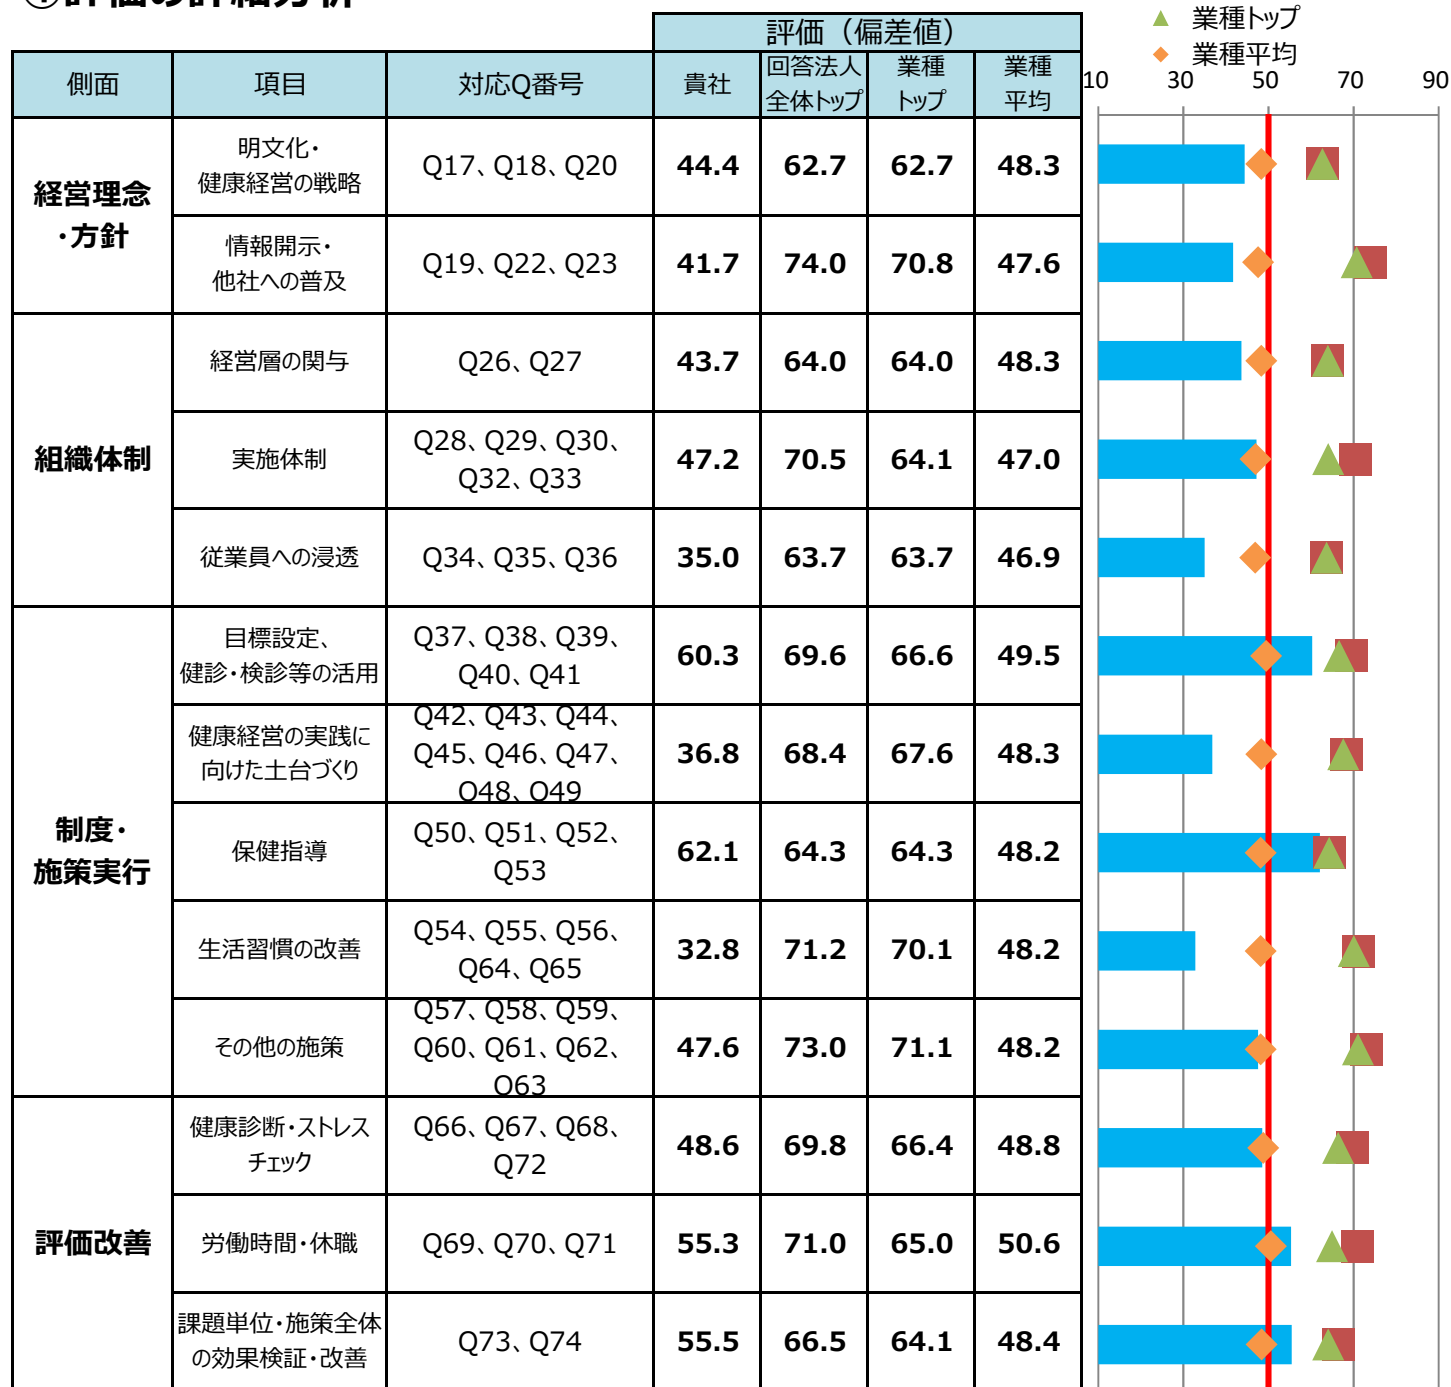 ①評価の詳細分析
▲ 業種トップ
◆ 業種平均
評価（偏差値）
側面 項目 対応Q番号 貴社 回答法人全体トップ 業種トップ 業種平均
10 30 50 70 90
経営理念
・方針
明文化・
健康経営の戦略
Q17、Q18、Q20
44.4 62.7 62.7 48.3
情報開示・
他社への普及
Q19、Q22、Q23
41.7 74.0 70.8 47.6
組織体制
経営層の関与
Q26、Q27
43.7 64.0 64.0 48.3
実施体制
Q28、Q29、Q30、
Q32、Q33
47.2 70.5 64.1 47.0
従業員への浸透
Q34、Q35、Q36
35.0 63.7 63.7 46.9
制度・
施策実行
目標設定、
健診・検診等の活用
Q37、Q38、Q39、
Q40、Q41
60.3 69.6 66.6 49.5
健康経営の実践に
向けた土台づくり
Q42、Q43、Q44、
Q45、Q46、Q47、
Q48、Q49
36.8 68.4 67.6 48.3
保健指導
Q50、Q51、Q52、
Q53
62.1 64.3 64.3 48.2
生活習慣の改善
Q54、Q55、Q56、
Q64、Q65
32.8 71.2 70.1 48.2
その他の施策
Q57、Q58、Q59、
Q60、Q61、Q62、
Q63
47.6 73.0 71.1 48.2
評価改善
健康診断・ストレス
チェック
Q66、Q67、Q68、
Q72
48.6 69.8 66.4 48.8
労働時間・休職
Q69、Q70、Q71
55.3 71.0 65.0 50.6
課題単位・施策全体
の効果検証・改善
Q73、Q74
55.5 66.5 64.1 48.4